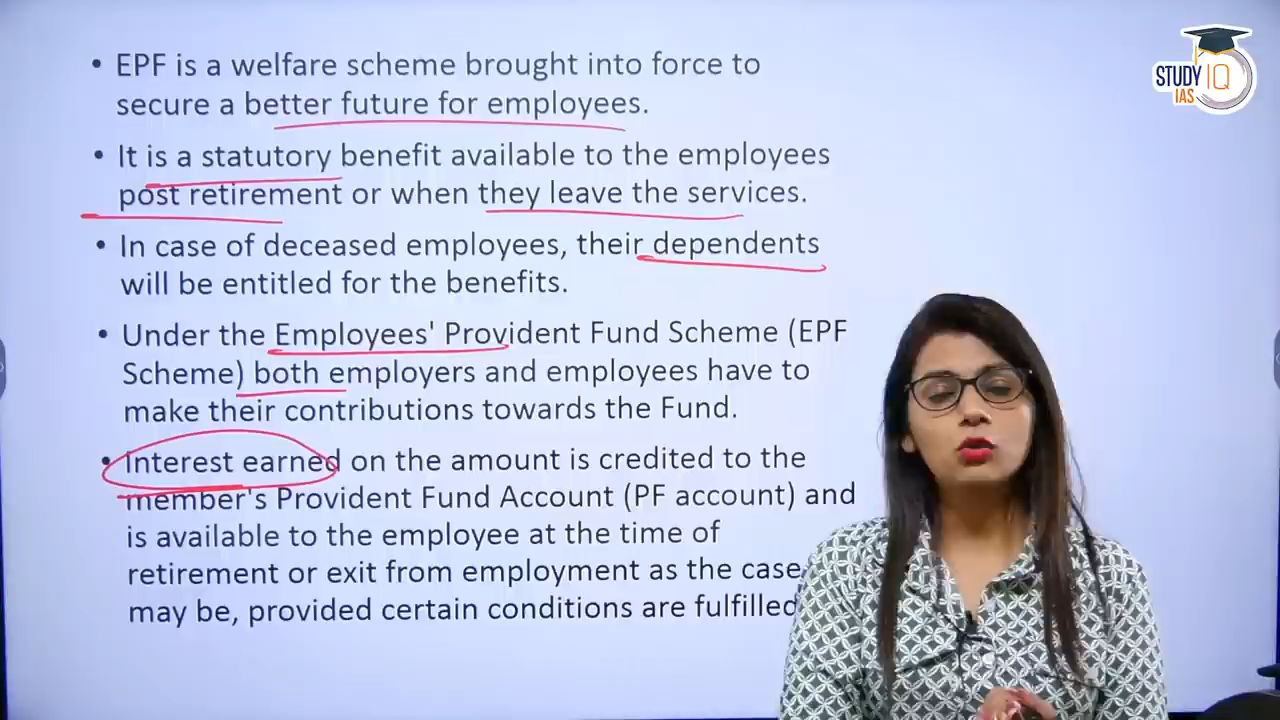 • EPF is a welfare scheme brought into force to
secure a better future for employees.
• It is a statutory benefit available to the employees
post retirement or when they leave the services.
• In case of deceased employees, their dependents
will be entitled for the benefits.
• Under the Employees' Provident Fund Scheme (EPF
Scheme) both employers and employees have to
make their contributions towards the Fund.
• Interest earned on the amount is credited to the
member's Provident Fund Account (PF account) and
is available to the employee at the time of
retirement or exit from employment as the case
may be, provided certain conditions are fulfilled
STUDY IQ
IAS